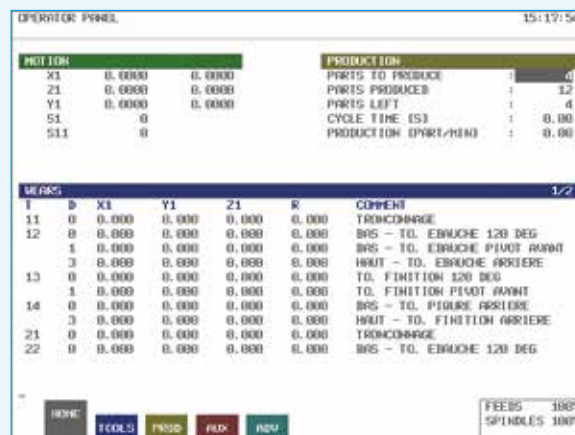 OPERATOR PANEL 15:17:5
MOTION
X1 0.0000 0.0000
Z1 0.0000 0.0000
Y1 0.0000 0.0000
S1 0
S11 0
PRODUCTION
PARTS TO PRODUCE : 4
PARTS PRODUCED : 12
PARTS LEFT : 4
CYCLE TIME [S] : 0.00
PRODUCTION [PART/MIN] : 0.00
WEARS 1/2
T D X1 Y1 Z1 R COMMENT
11 0 0.000 0.000 0.000 0.000 TRONCONNAGE
12 0 0.000 0.000 0.000 0.000 BAS - TO. EBAUCHE 120 DEG
1 0.000 0.000 0.000 0.000 BAS - TO. EBAUCHE PIVOT AVANT
3 0.000 0.000 0.000 0.000 HAUT - TO. EBAUCHE ARRIERE
13 0 0.000 0.000 0.000 0.000 TO. FINITION 120 DEG
1 0.000 0.000 0.000 0.000 TO. FINITION PIVOT AVANT
14 0 0.000 0.000 0.000 0.000 BAS - TO. PIQURE ARRIERE
3 0.000 0.000 0.000 0.000 HAUT - TO. FINITION ARRIERE
21 0 0.000 0.000 0.000 0.000 TRONCONNAGE
22 0 0.000 0.000 0.000 0.000 BAS - TO. EBAUCHE 120 DEG
HOME TOOLS PROD AUX ADV
FEEDS 100%
SPINDLES 100%